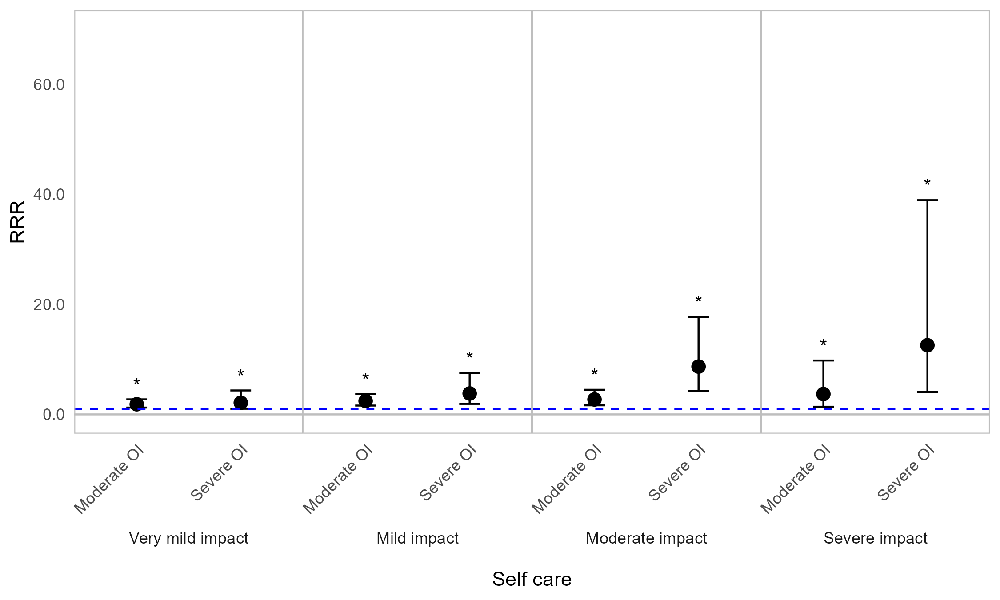 RRR
60.0
40.0
20.0
0.0
*
*
*
*
*
*
*
*
Moderate OI
Severe OI
Moderate OI
Severe OI
Moderate OI
Severe OI
Moderate OI
Severe OI
Very mild impact
Mild impact
Moderate impact
Severe impact
Self care